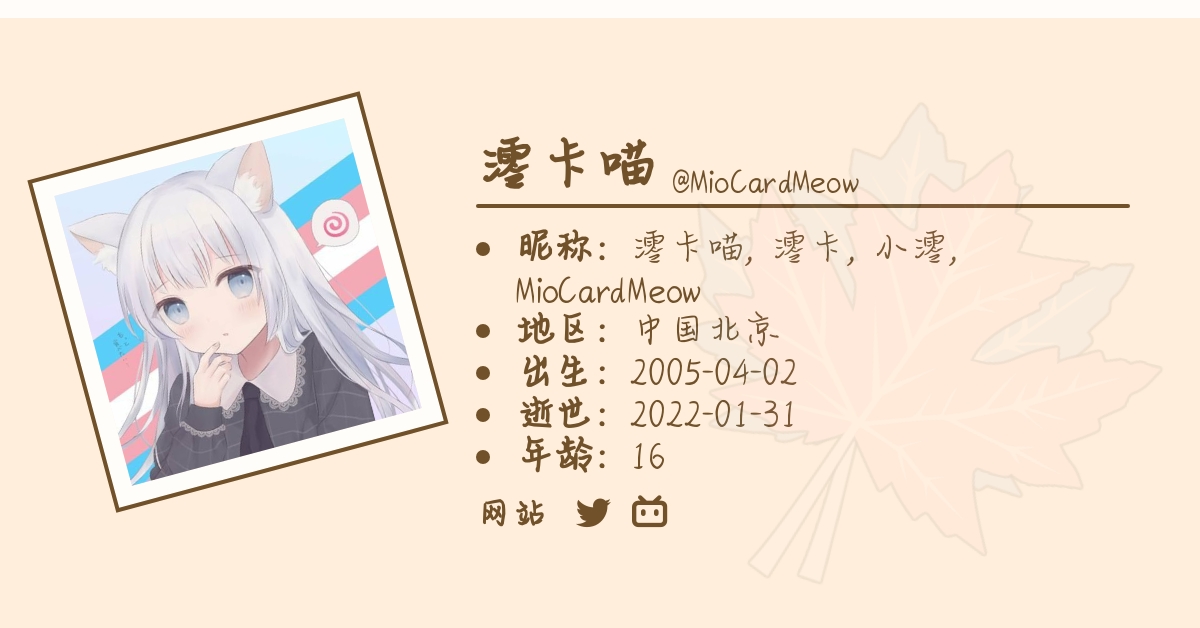 澪卡喵 @MioCardMeow
昵称: 澪卡喵, 澪卡, 小澪,
MioCardMeow
地区: 中国北京
出生: 2005-04-02
逝世: 2022-01-31
年龄: 16
网站